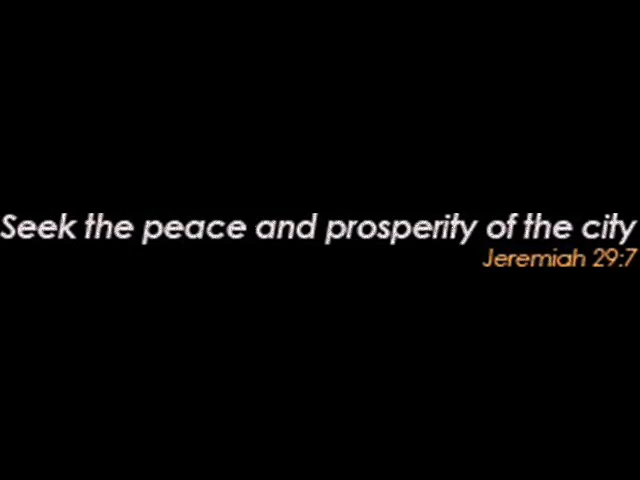 Seek the peace and prosperity of the city
Jeremiah 29:7